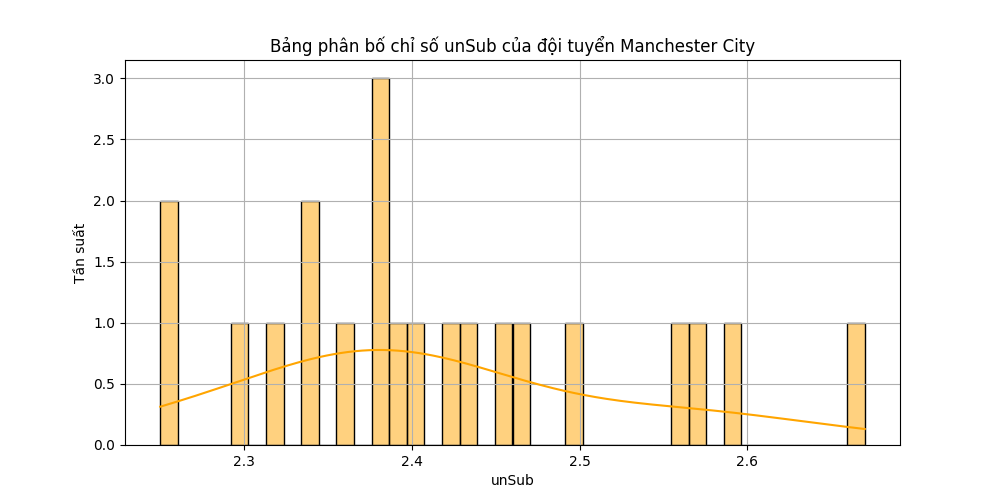 Bảng phân bố chỉ số unSub của đội tuyển Manchester City
3.0
2.5
2.0
1.5
1.0
0.5
0.0
Tần suất
2.3 2.4 2.5 2.6
unSub